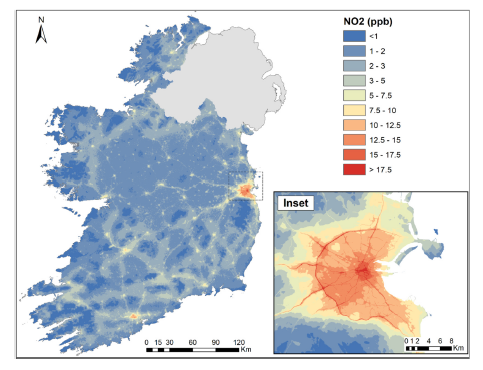 N
NO2 (ppb)
<1
1 - 2
2 - 3
3 - 5
5 - 7.5
7.5 - 10
10 - 12.5
12.5 - 15
15 - 17.5
> 17.5
Inset
0 15 30 60 90 120
Km
0 1 2 4 6 8
Km